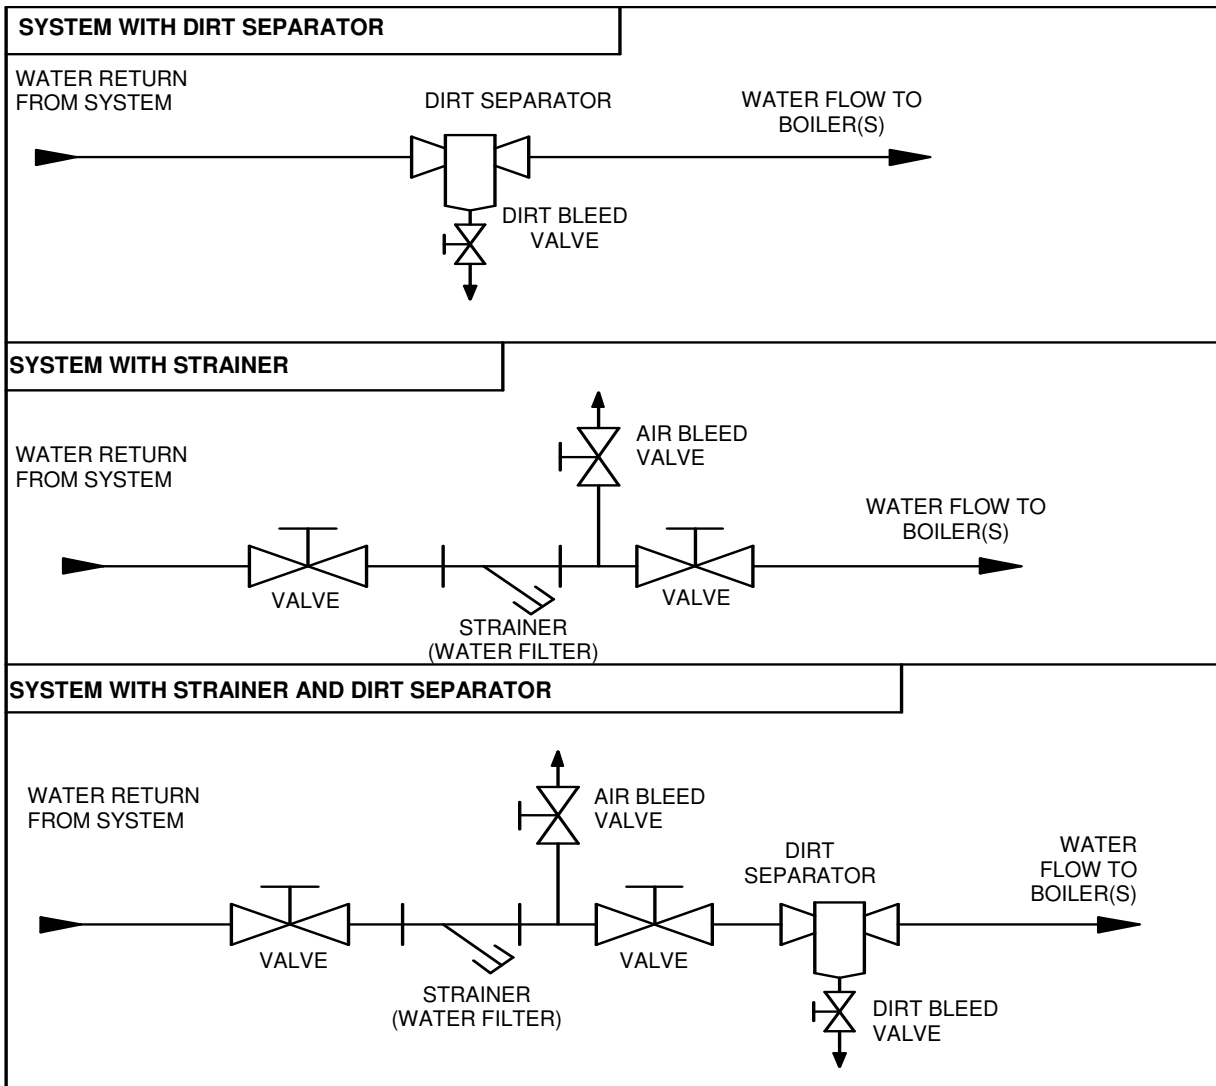 SYSTEM WITH DIRT SEPARATOR
WATER RETURN
FROM SYSTEM
DIRT SEPARATOR
WATER FLOW TO
BOILER(S)
DIRT BLEED
VALVE
SYSTEM WITH STRAINER
WATER RETURN
FROM SYSTEM
AIR BLEED
VALVE
WATER FLOW TO
BOILER(S)
VALVE
STRAINER
(WATER FILTER)
VALVE
SYSTEM WITH STRAINER AND DIRT SEPARATOR
WATER RETURN
FROM SYSTEM
AIR BLEED
VALVE
DIRT
SEPARATOR
WATER
FLOW TO
BOILER(S)
VALVE
STRAINER
(WATER FILTER)
VALVE
DIRT BLEED
VALVE